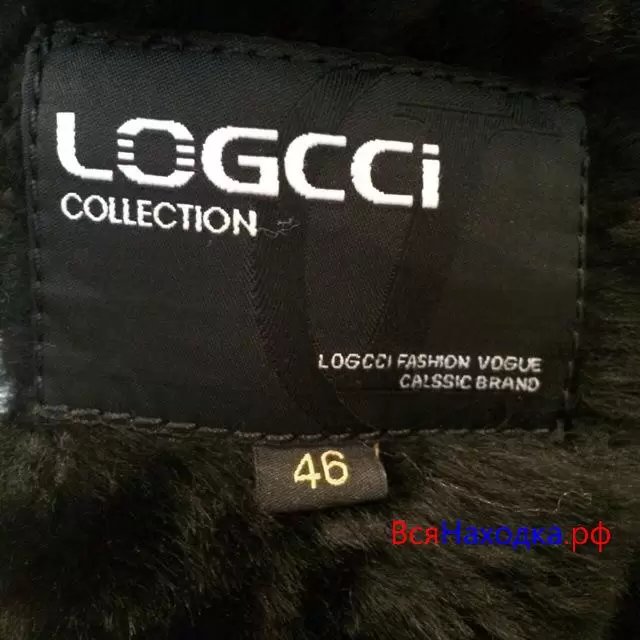 LOGCCi
COLLECTION
LOGCCI FASHION VOGUE
CALSSIC BRAND
46
ВсяНаходка.рф